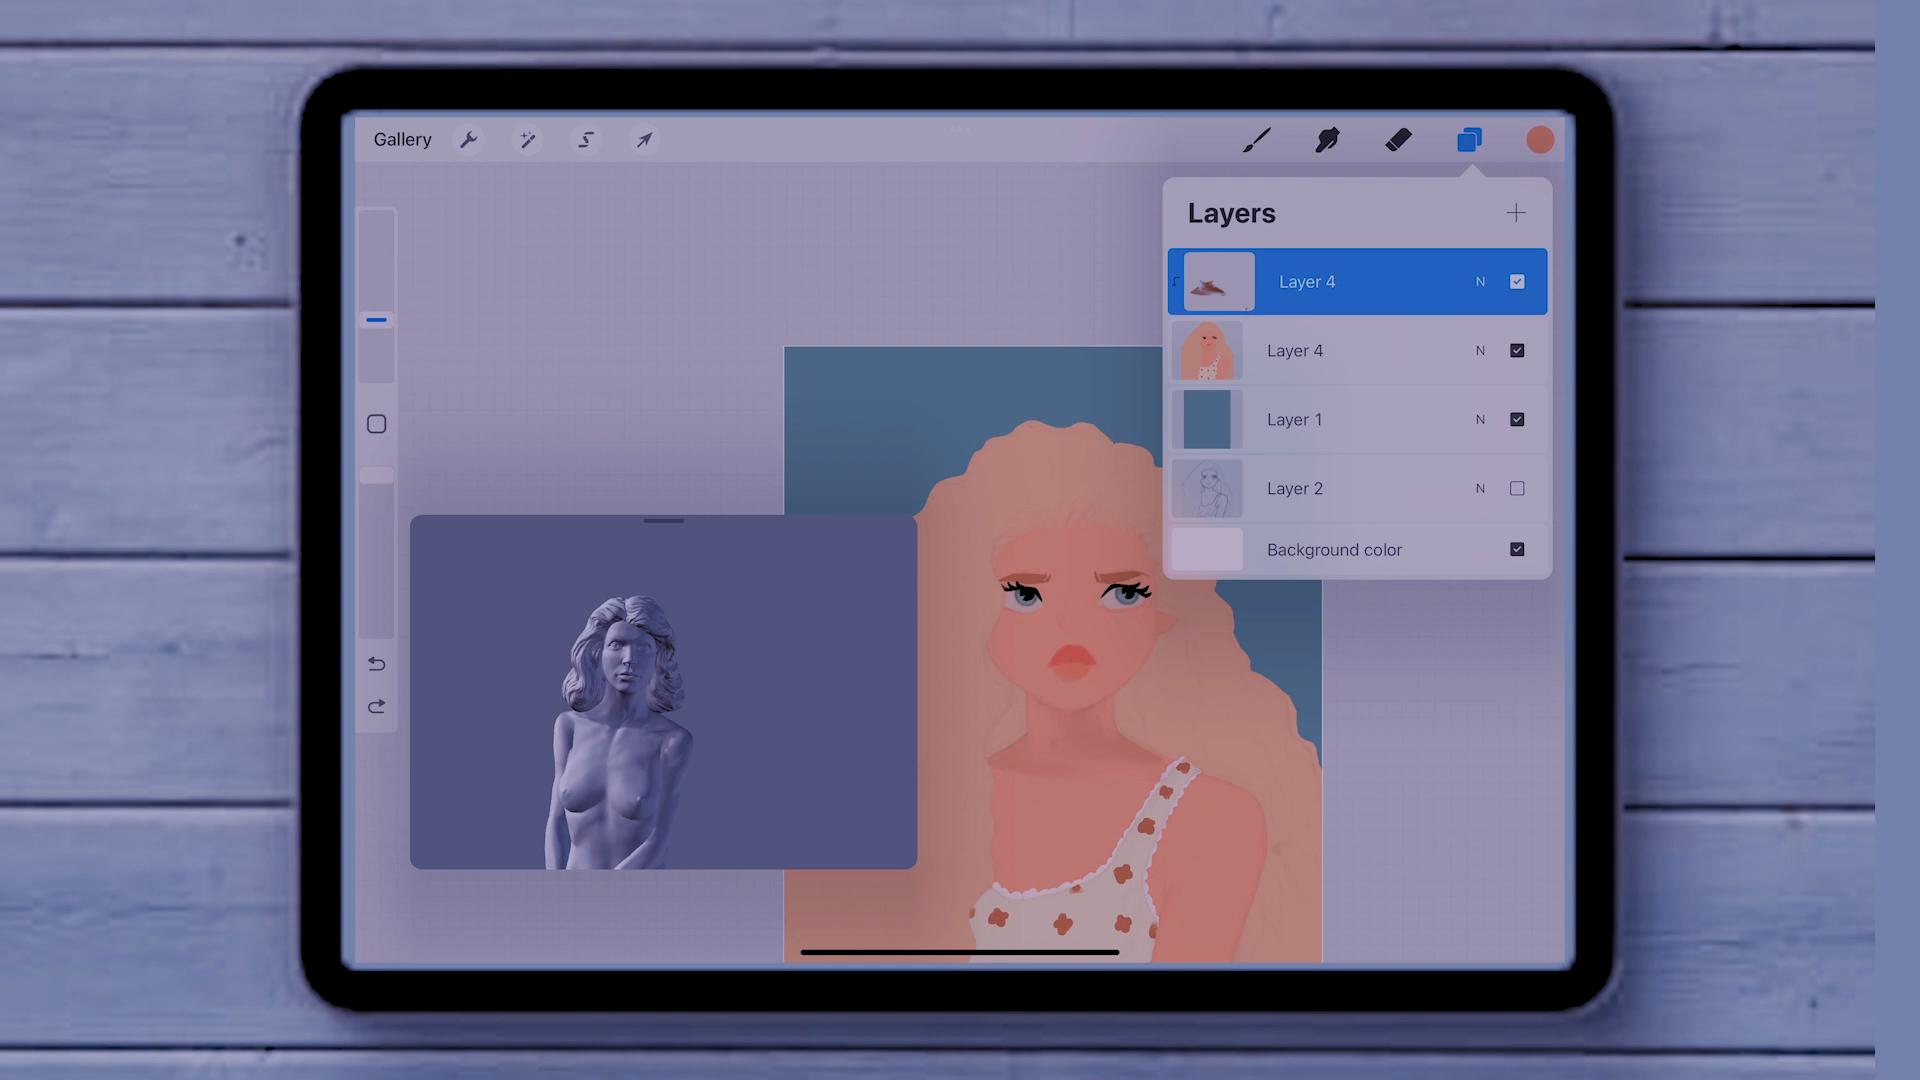 Gallery
Layers
Layer 4 N
Layer 4 N
Layer 1 N
Layer 2 N
Background color